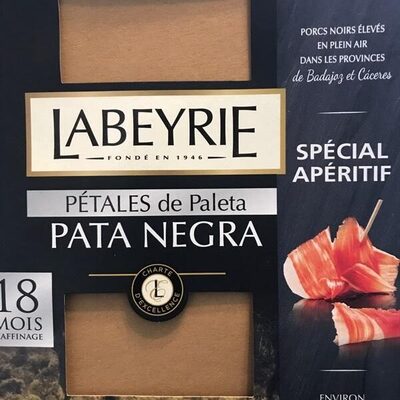 LABEYRIE
FONDÉ EN 1946
PÉTALES de Paleta
PATA NEGRA
CHARTE
D'EXCELLENCE
18
MOIS
AFFINAGE
PORCS NOIRS ÉLEVÉS
EN PLEIN AIR
DANS LES PROVINCES
de Badajoz et Cáceres
SPÉCIAL
APÉRITIF
ENVIRON